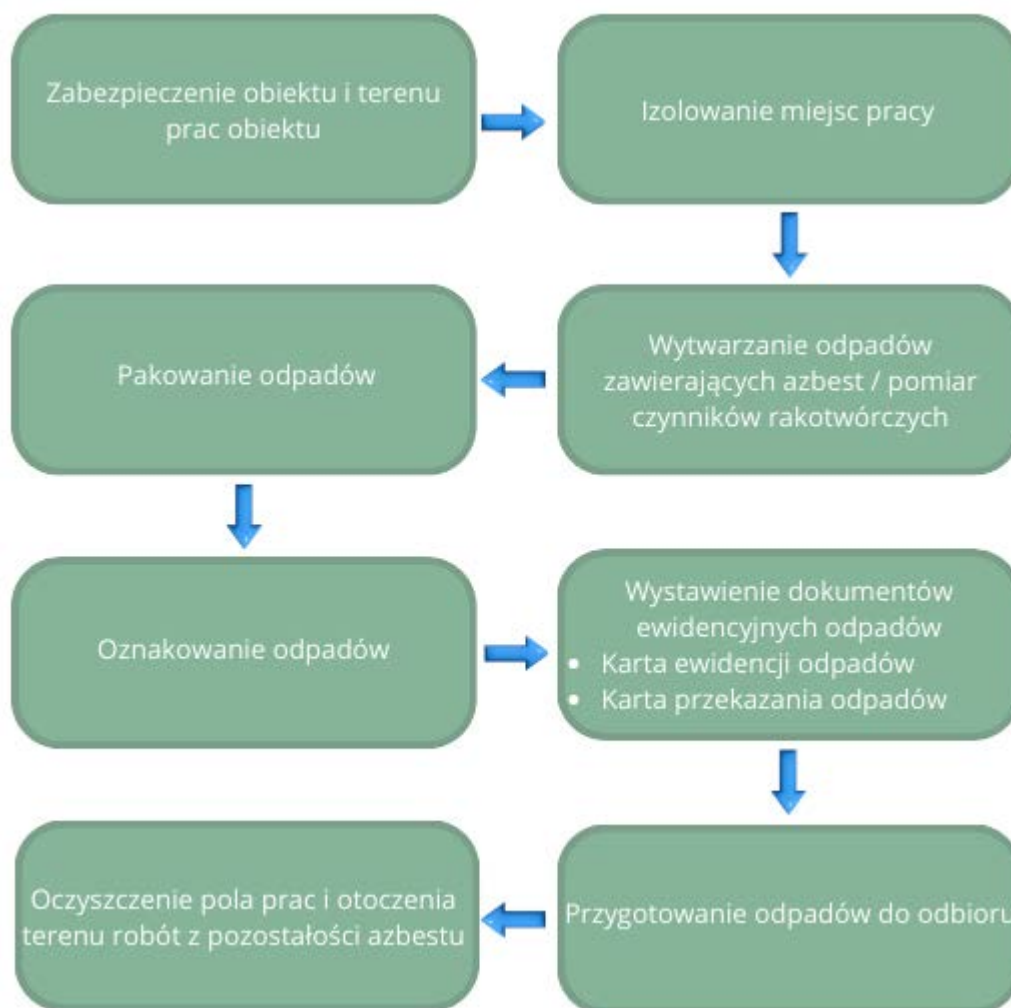 Zabezpieczenie obiektu i terenu
prac obiektu
Izolowanie miejsc pracy
Wytwarzanie odpadów
zawierających azbest / pomiar
czynników rakotwórczych
Pakowanie odpadów
Oznakowanie odpadów
Wystawienie dokumentów
ewidencyjnych odpadów
• Karta ewidencji odpadów
• Karta przekazania odpadów
Przygotowanie odpadów do odbioru
Oczyszczenie pola prac i otoczenia
terenu robót z pozostałości azbestu